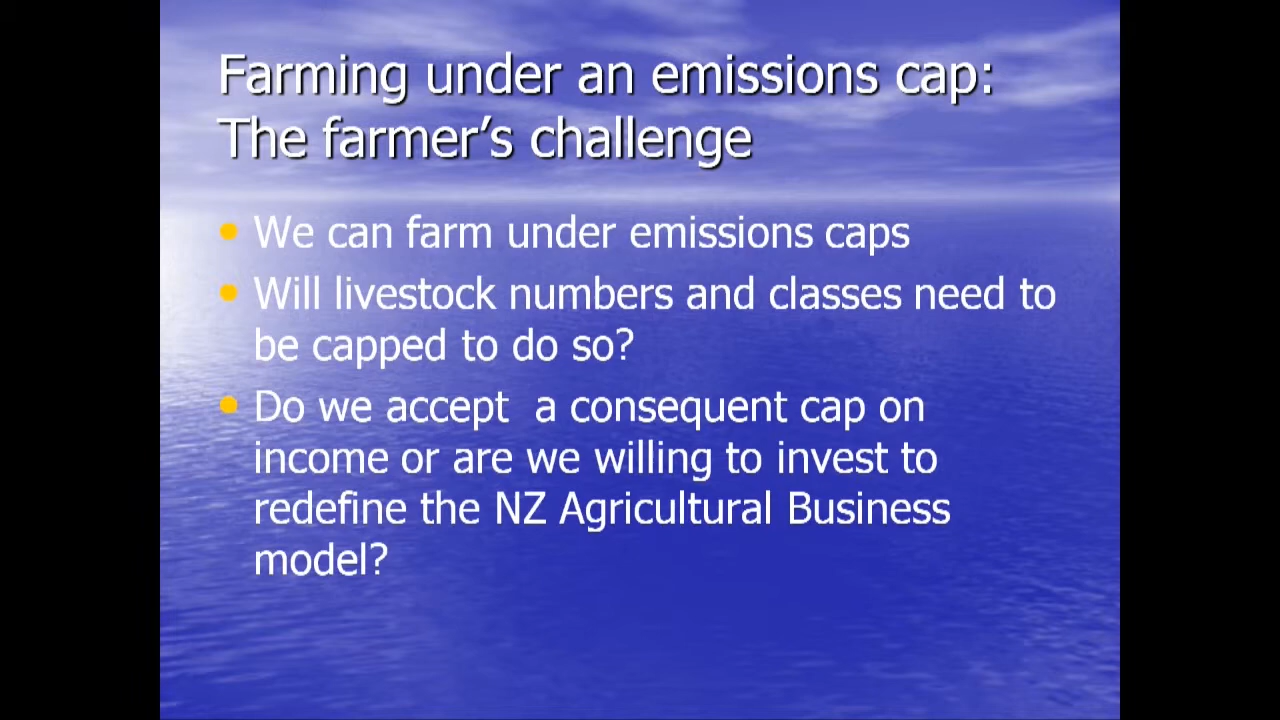 Farming under an emissions cap:
The farmer's challenge
• We can farm under emissions caps
• Will livestock numbers and classes need to
be capped to do so?
• Do we accept  a consequent cap on
income or are we willing to invest to
redefine the NZ Agricultural Business
model?